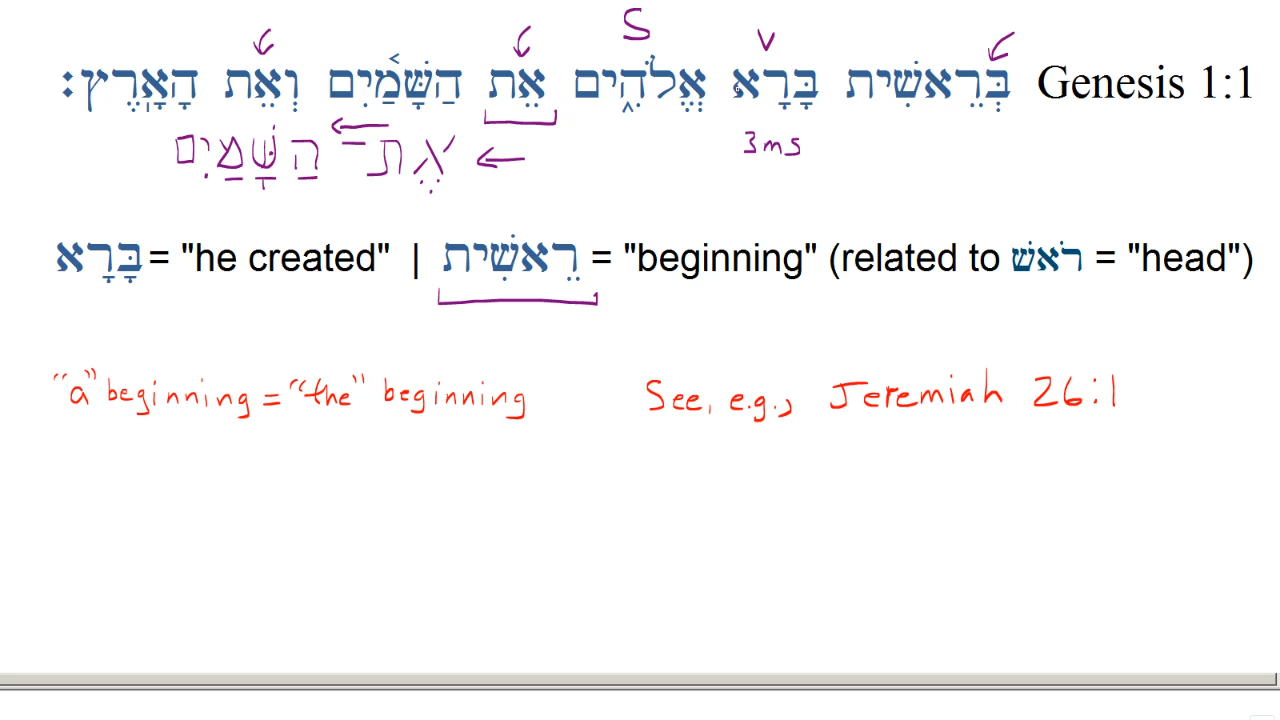 S
V
Genesis 1:1 בְּרֵאשִׁ֖ית בָּרָ֣א אֱלֹהִ֑ים אֵ֥ת הַשָּׁמַ֖יִם וְאֵ֥ת הָאָֽרֶץ׃
3ms
אֶת־הַשָּׁמַיִם
בָּרָא = "he created" | רֵאשִׁית = "beginning" (related to רֹאשׁ = "head")
"a" beginning = "the" beginning See, e.g., Jeremiah 26:1